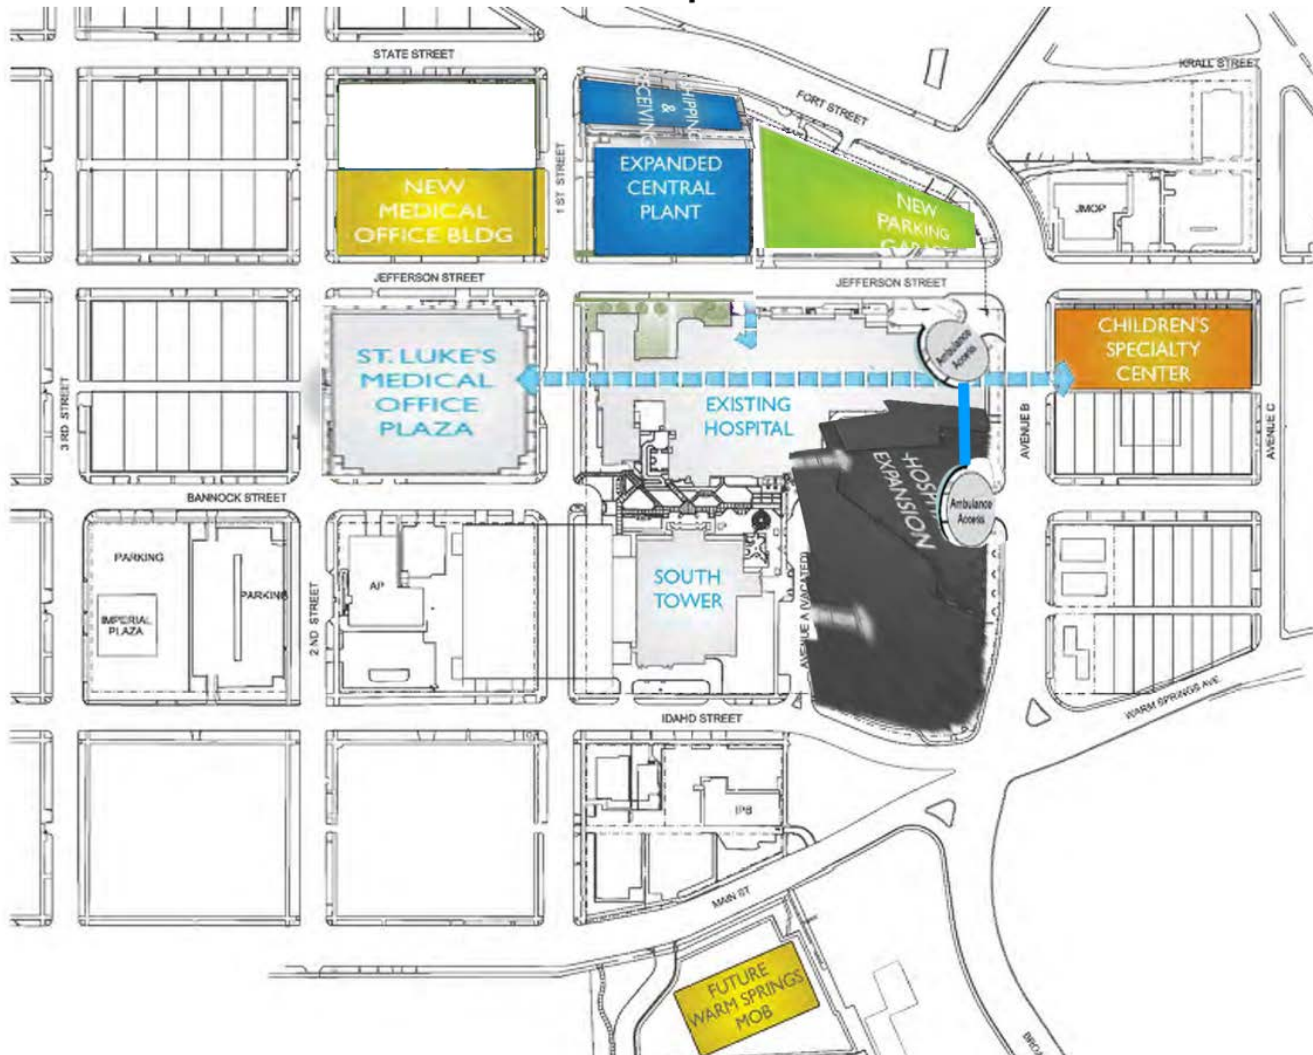 STATE STREET
KRALL STREET
FORT STREET
SHIPPING
&
RECEIVING
1 ST STREET
EXPANDED
CENTRAL
PLANT
NEW
MEDICAL
OFFICE BLDG
NEW
PARKING
JMOP
JEFFERSON STREET
JEFFERSON STREET
Ambulance
Access
CHILDREN'S
SPECIALTY
CENTER
ST. LUKE'S
MEDICAL
OFFICE
PLAZA
EXISTING
HOSPITAL
3 RD STREET
AVENUE B
AVENUE C
EXPANSION
BANNOCK STREET
Ambulance
Access
PARKING
PARKING
IMPERIAL
PLAZA
2 ND STREET
AP
SOUTH
TOWER
AVENUE A (VACATED)
IDAHO STREET
WARM SPRINGS AVE
IPB
MAIN ST
FUTURE
WARM SPRINGS
MOB